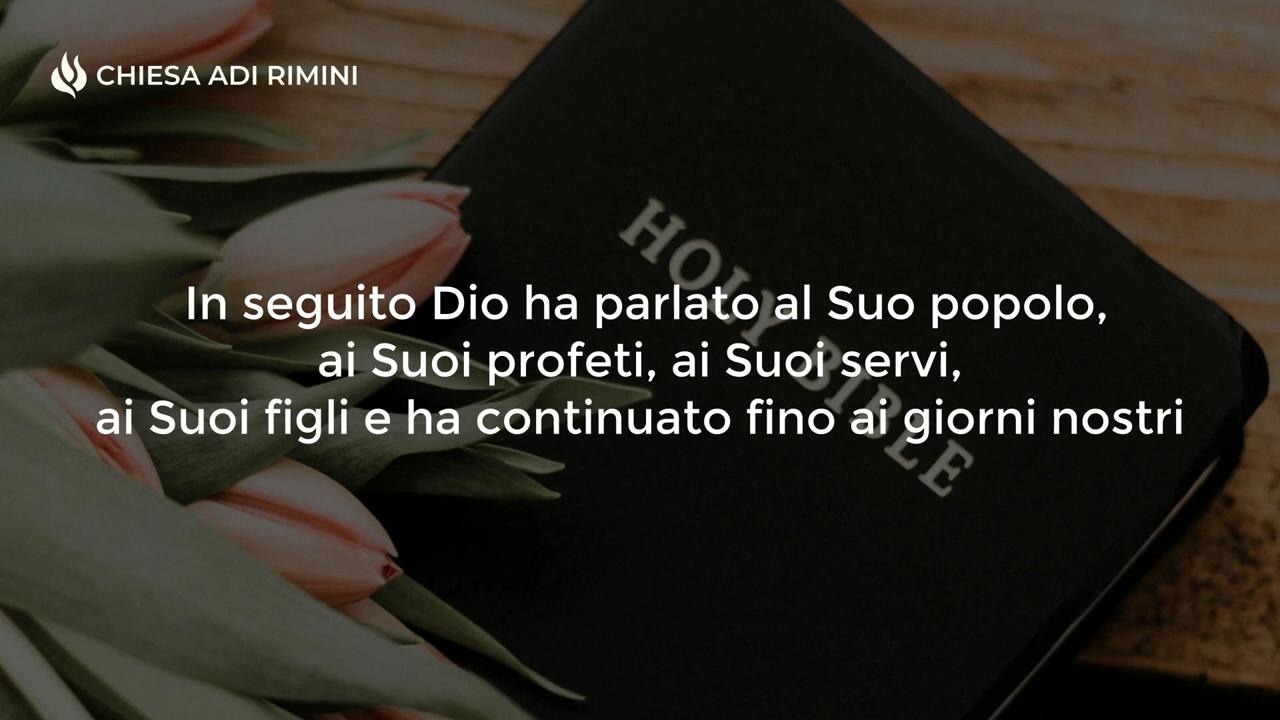 CHIESA ADI RIMINI
HOLY BIBLE
In seguito Dio ha parlato al Suo popolo,
ai Suoi profeti, ai Suoi servi,
ai Suoi figli e ha continuato fino ai giorni nostri